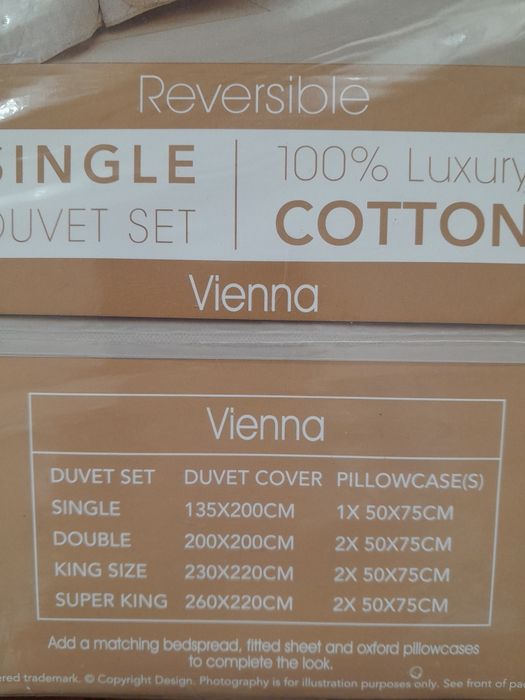 Reversible
SINGLE
DUVET SET
100% Luxury
COTTON
Vienna
Vienna
DUVET SET DUVET COVER PILLOWCASE(S)
SINGLE 135X200CM 1X 50X75CM
DOUBLE 200X200CM 2X 50X75CM
KING SIZE 230X220CM 2X 50X75CM
SUPER KING 260X220CM 2X 50X75CM
Add a matching bedspread, fitted sheet and oxford pillowcases
to complete the look.
ered trademark. © Copyright Design. Photography is for illustration purposes only. See front of pa